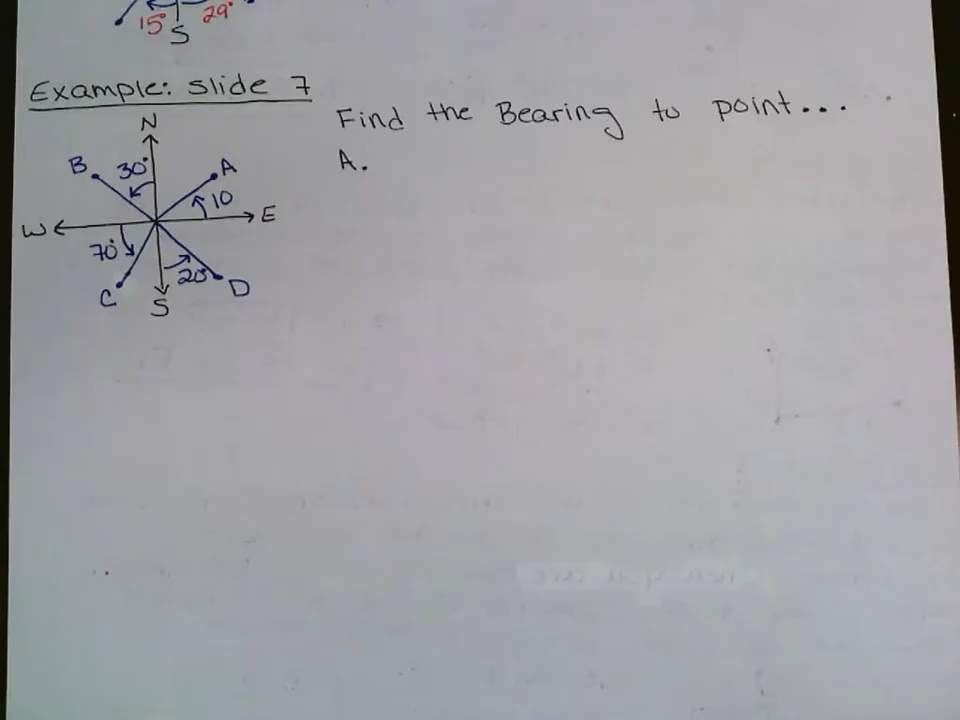 15° 29°
S
Example: slide 7
Find the Bearing to point...
A.
N
B 30° A
10
W E
70° 20°
C D
S